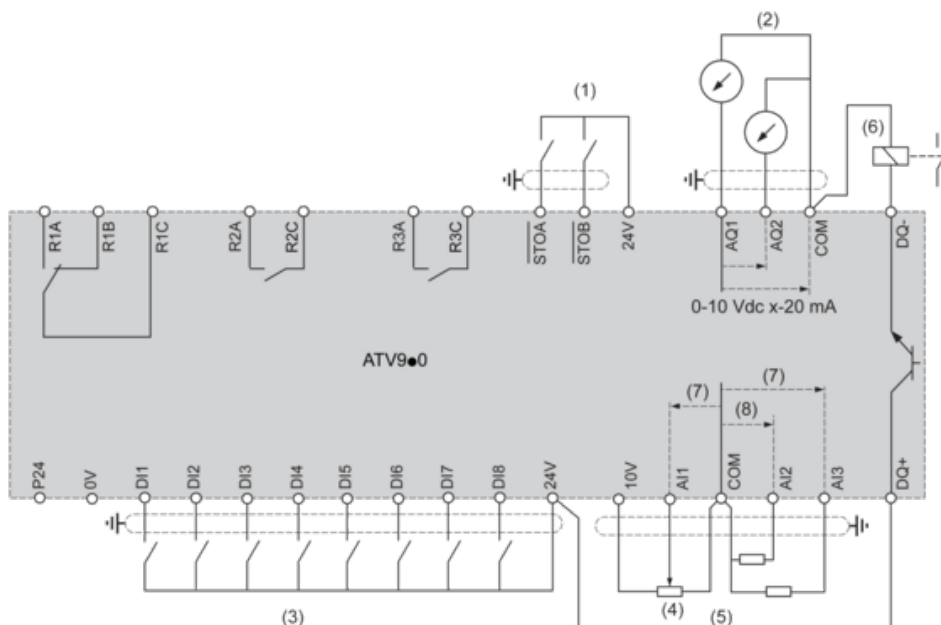 (2)
(1)
(6)
R1A R1B R1C R2A R2C R3A R3C STOA STOB 24V AQ1 AQ2 COM DQ-
0-10 Vdc x-20 mA
ATV9●0
(7) (7)
(8)
P24 0V DI1 DI2 DI3 DI4 DI5 DI6 DI7 DI8 24V 10V AI1 COM AI2 AI3 DQ+
(3) (4) (5)